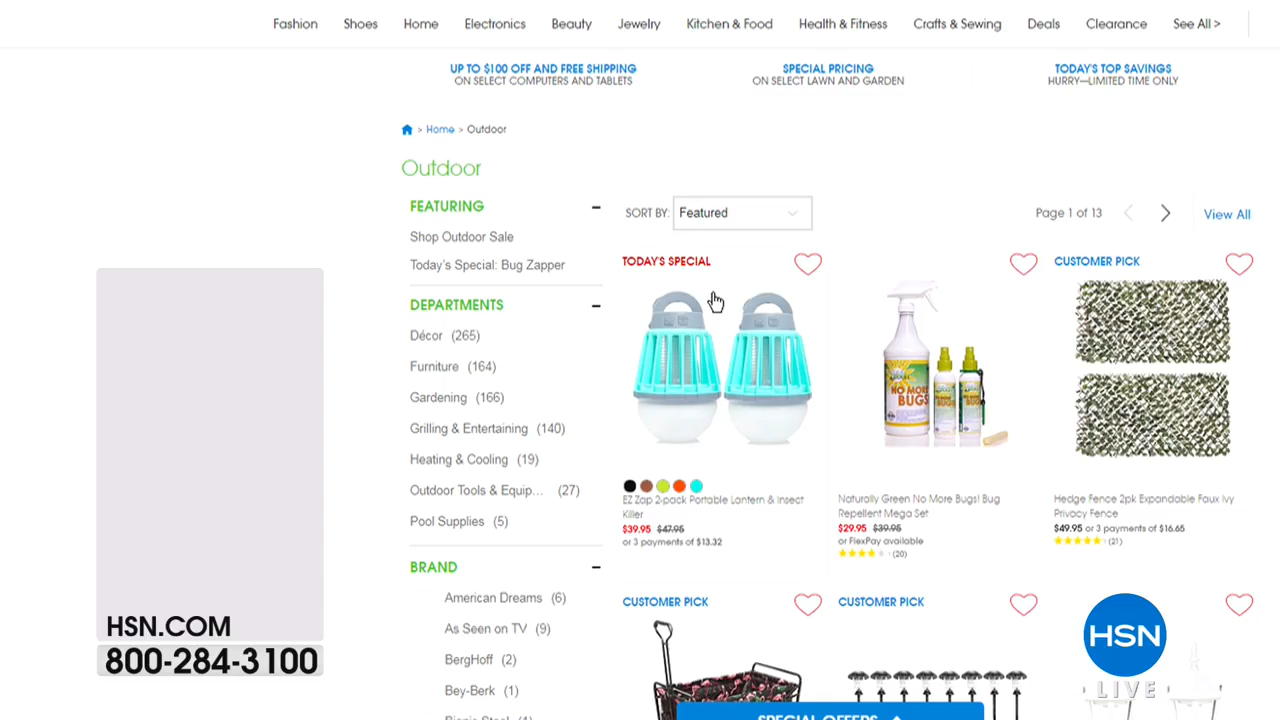 Fashion
Shoes
Home
Electronics
Beauty
Jewelry
Kitchen & Food
Health & Fitness
Crafts & Sewing
Deals
Clearance
See All >
UP TO $100 OFF AND FREE SHIPPING
ON SELECT COMPUTERS AND TABLETS
SPECIAL PRICING
ON SELECT LAWN AND GARDEN
TODAY'S TOP SAVINGS
HURRY—LIMITED TIME ONLY
> Home > Outdoor
Outdoor
FEATURING
Shop Outdoor Sale
Today's Special: Bug Zapper
DEPARTMENTS
Décor (265)
Furniture (164)
Gardening (166)
Grilling & Entertaining (140)
Heating & Cooling (19)
Outdoor Tools & Equip... (27)
Pool Supplies (5)
BRAND
American Dreams (6)
As Seen on TV (9)
BergHoff (2)
Bey-Berk (1)
SORT BY: Featured
Page 1 of 13
View All
TODAY'S SPECIAL
EZ Zap 2-pack Portable Lantern & Insect
Killer
$39.95 $47.95
or 3 payments of $13.32
NO MORE
BUGS!
Naturally Green No More Bugs! Bug
Repellent Mega Set
$29.95 $39.95
or FlexPay available
(20)
CUSTOMER PICK
Hedge Fence 2pk Expandable Faux Ivy
Privacy Fence
$49.95 or 3 payments of $16.65
(21)
CUSTOMER PICK
CUSTOMER PICK
SPECIAL OFFERS
HSN.COM
800-284-3100
HSN
LIVE